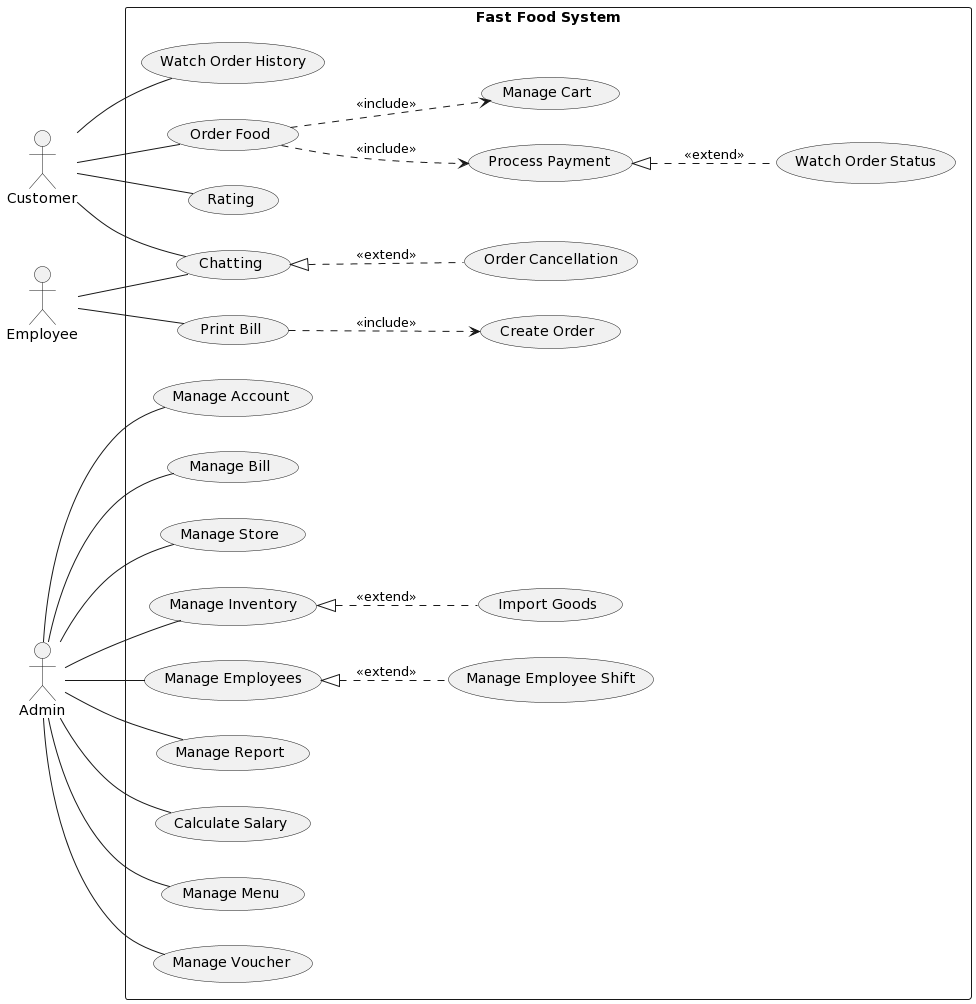 Fast Food System
Watch Order History
Manage Cart
«include»
Order Food
«include»
Process Payment
«extend»
Watch Order Status
Customer
Rating
Chatting
«extend»
Order Cancellation
Employee
Print Bill
«include»
Create Order
Manage Account
Manage Bill
Manage Store
Manage Inventory
«extend»
Import Goods
Manage Employees
«extend»
Manage Employee Shift
Admin
Manage Report
Calculate Salary
Manage Menu
Manage Voucher